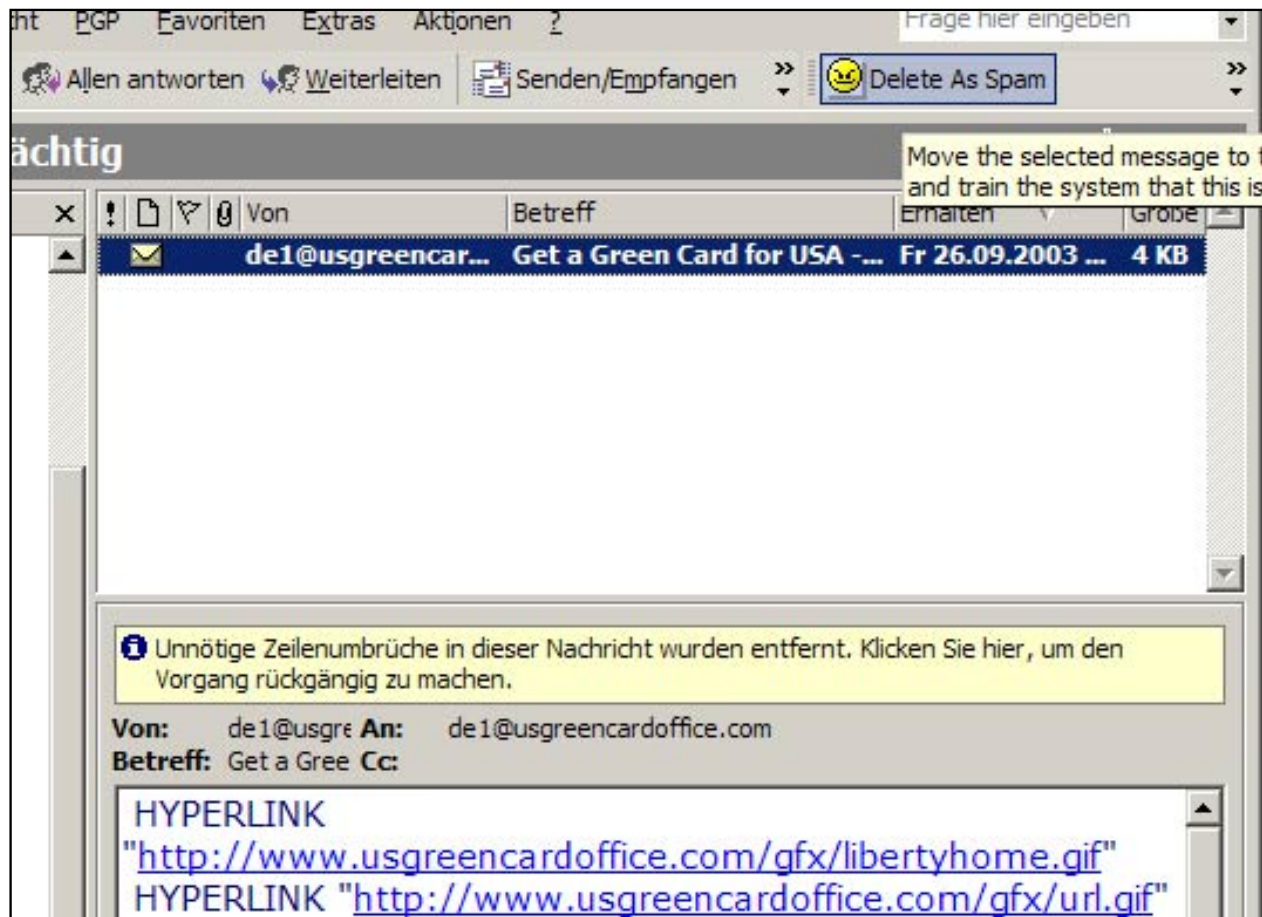 ht PGP Favoriten Extras Aktionen ? Frage hier eingeben
Allen antworten Weiterleiten Senden/Empfangen Delete As Spam
ächtig
Move the selected message to t
and train the system that this is
Von Betreff Erhalten Größe
de1@usgreencar... Get a Green Card for USA -... Fr 26.09.2003 ... 4 KB
Unnötige Zeilenumbrüche in dieser Nachricht wurden entfernt. Klicken Sie hier, um den
Vorgang rückgängig zu machen.
Von: de1@usgre An: de1@usgreencardoffice.com
Betreff: Get a Gree Cc:
HYPERLINK
"http://www.usgreencardoffice.com/gfx/libertyhome.gif"
HYPERLINK "http://www.usgreencardoffice.com/gfx/url.gif"